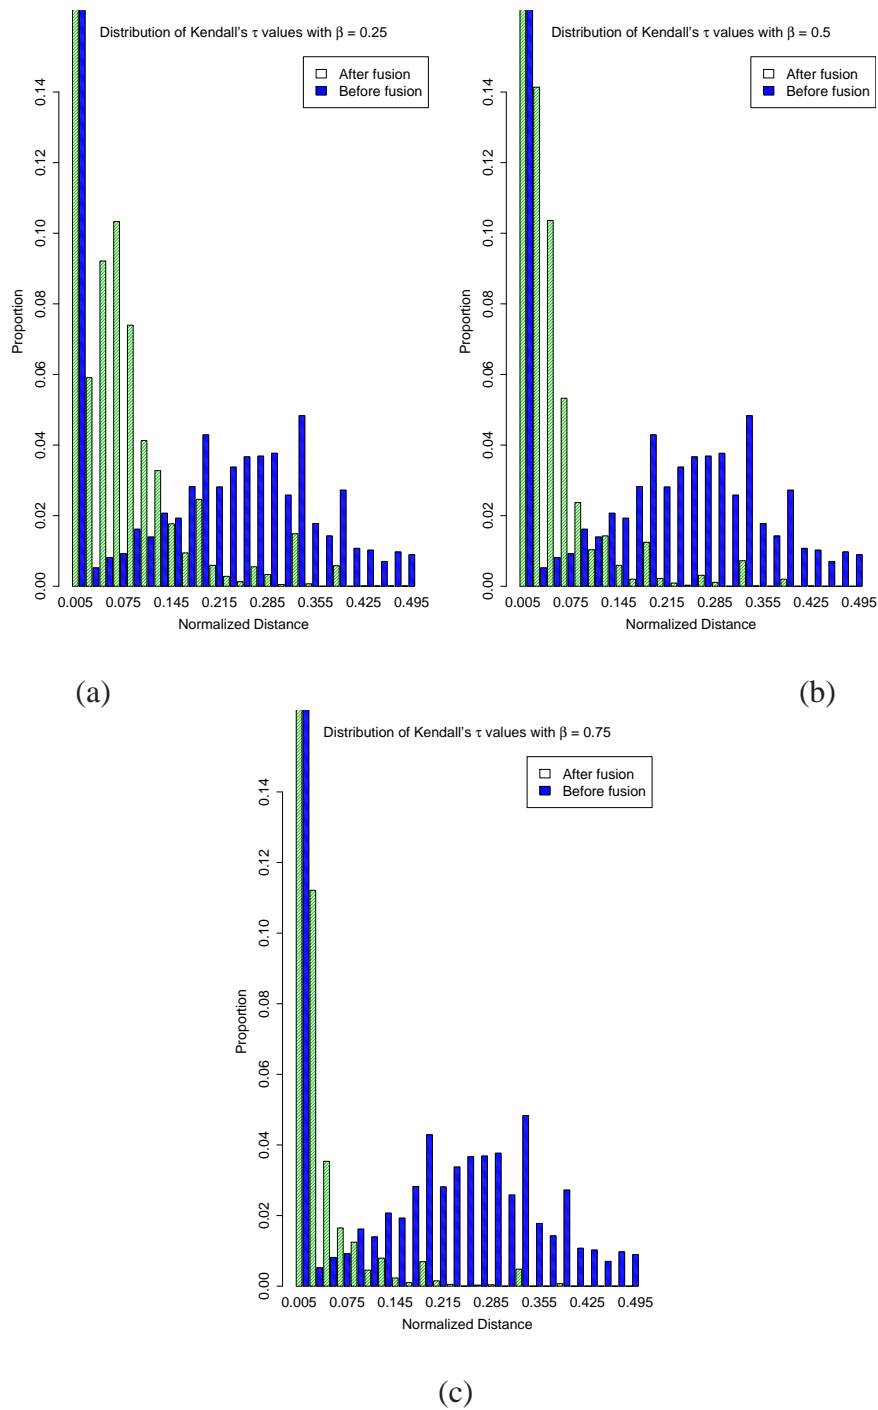 Distribution of Kendall's τ values with β = 0.25
After fusion
Before fusion
Proportion
0.14
0.12
0.10
0.08
0.06
0.04
0.02
0.00
0.005 0.075 0.145 0.215 0.285 0.355 0.425 0.495
Normalized Distance
(a)
Distribution of Kendall's τ values with β = 0.5
After fusion
Before fusion
Proportion
0.14
0.12
0.10
0.08
0.06
0.04
0.02
0.00
0.005 0.075 0.145 0.215 0.285 0.355 0.425 0.495
Normalized Distance
(b)
Distribution of Kendall's τ values with β = 0.75
After fusion
Before fusion
Proportion
0.14
0.12
0.10
0.08
0.06
0.04
0.02
0.00
0.005 0.075 0.145 0.215 0.285 0.355 0.425 0.495
Normalized Distance
(c)